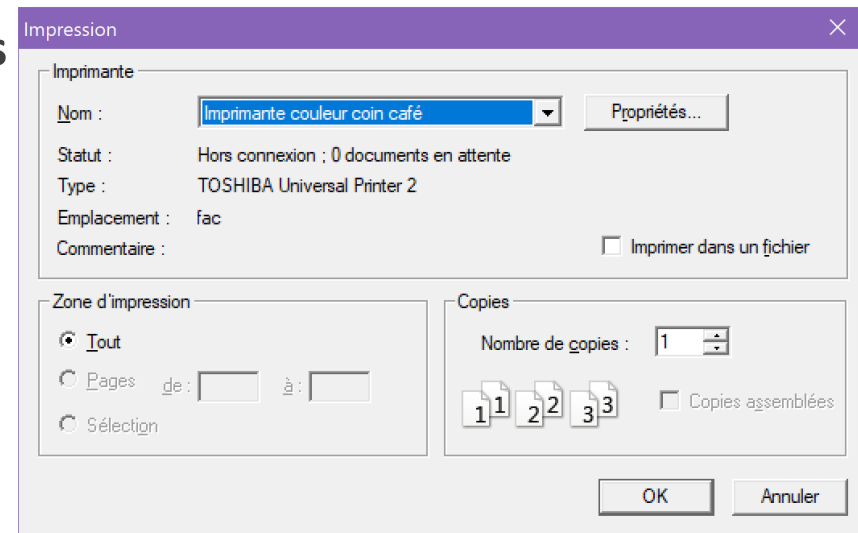 s
Impression
Imprimante
Nom :
Imprimante couleur coin café
Propriétés...
Statut :
Hors connexion ; 0 documents en attente
Type :
TOSHIBA Universal Printer 2
Emplacement :
fac
Commentaire :
Imprimer dans un fichier
Zone d'impression
Tout
Pages de : à :
Sélection
Copies
Nombre de copies : 1
1 1 2 2 3 3
Copies assemblées
OK
Annuler